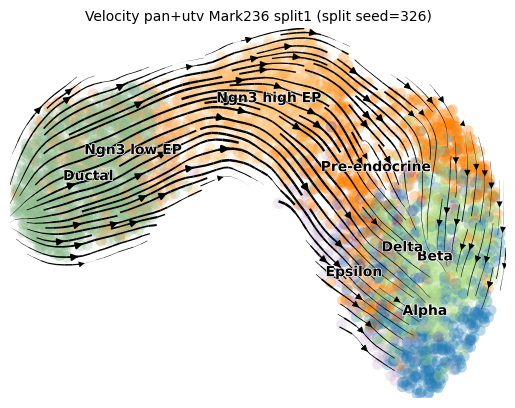 Velocity pan+utv Mark236 split1 (split seed=326)
Ngn3 high EP
Ngn3 low EP
Pre-endocrine
Ductal
Delta
Beta
Epsilon
Alpha